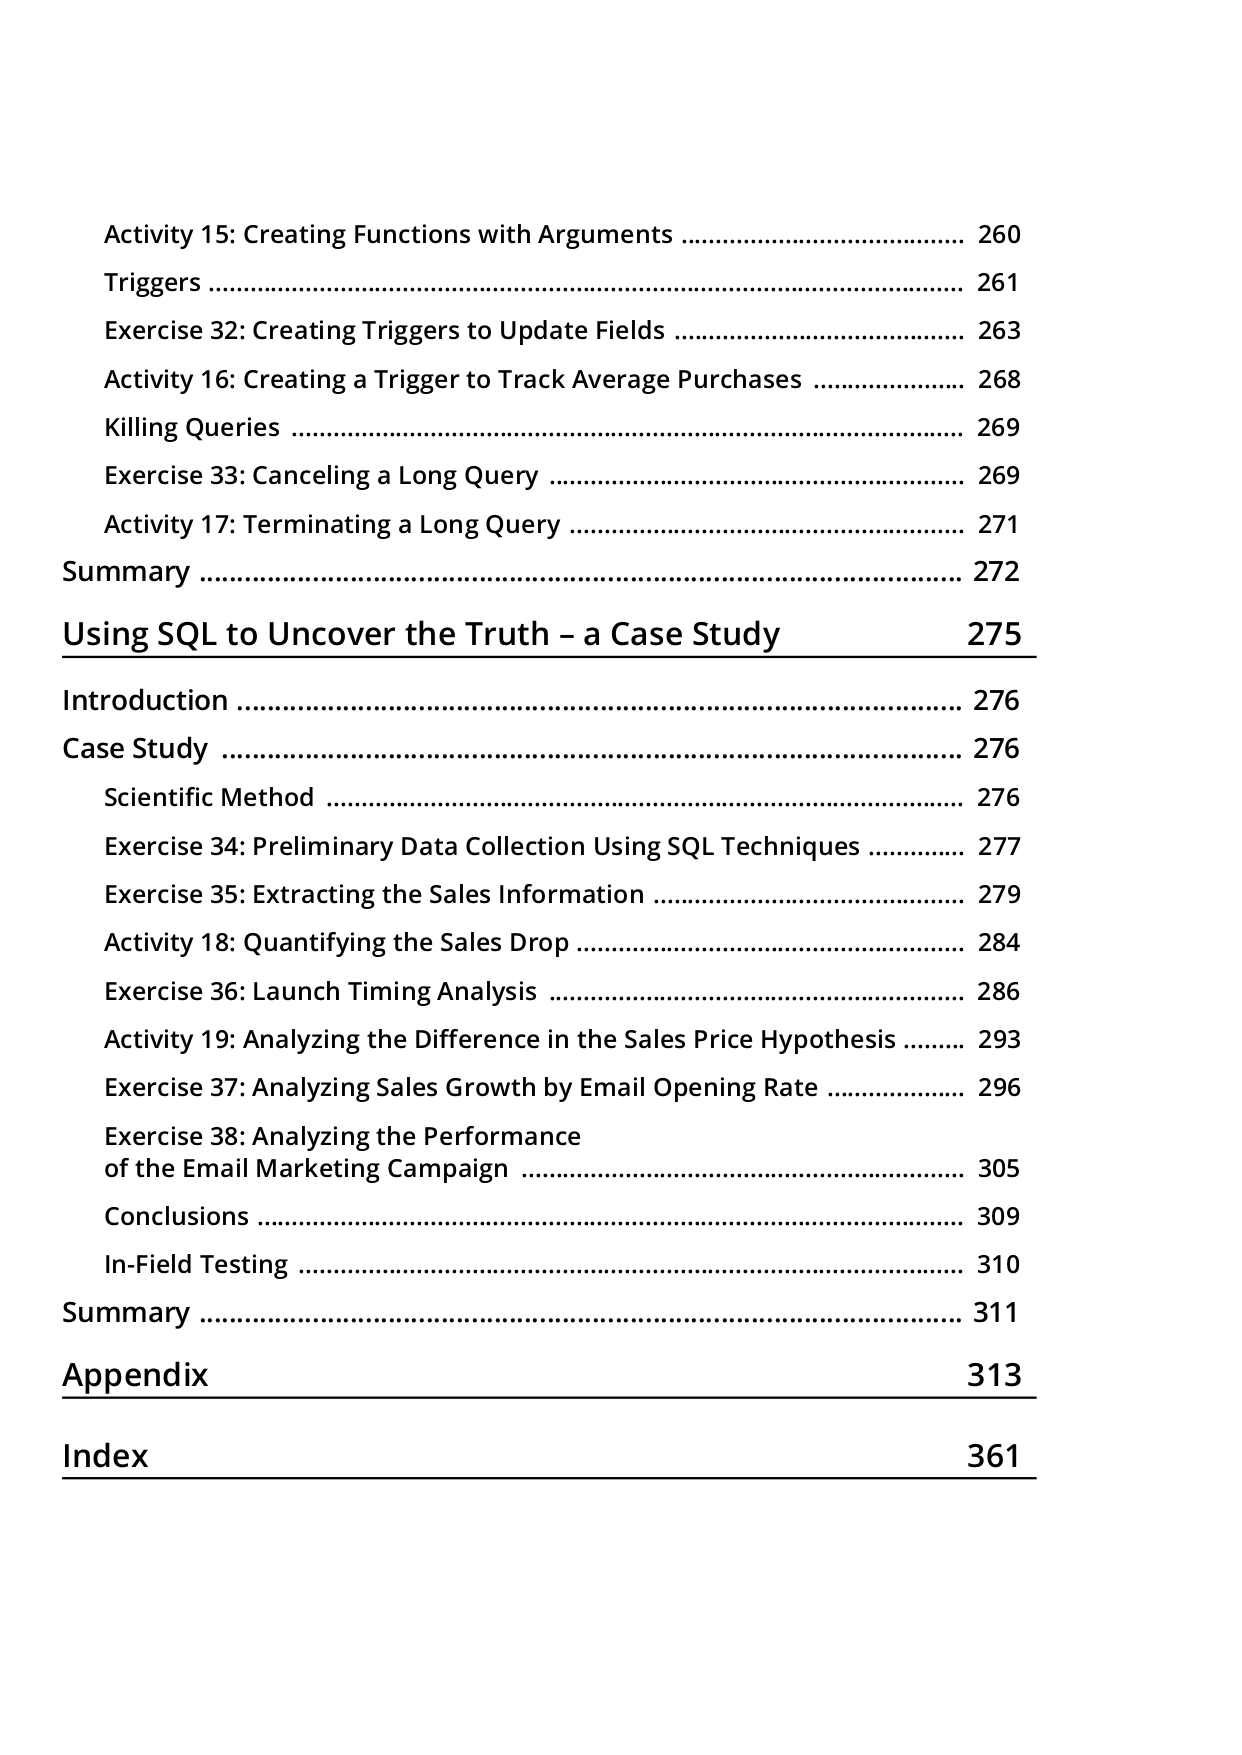 Activity 15: Creating Functions with Arguments ......................................... 260
Triggers ............................................................................................................. 261
Exercise 32: Creating Triggers to Update Fields .......................................... 263
Activity 16: Creating a Trigger to Track Average Purchases ...................... 268
Killing Queries ................................................................................................. 269
Exercise 33: Canceling a Long Query ............................................................ 269
Activity 17: Terminating a Long Query ......................................................... 271
Summary ..................................................................................................... 272
Using SQL to Uncover the Truth – a Case Study 275
Introduction ................................................................................................ 276
Case Study .................................................................................................. 276
Scientific Method ............................................................................................ 276
Exercise 34: Preliminary Data Collection Using SQL Techniques .............. 277
Exercise 35: Extracting the Sales Information ............................................. 279
Activity 18: Quantifying the Sales Drop ........................................................ 284
Exercise 36: Launch Timing Analysis ............................................................ 286
Activity 19: Analyzing the Difference in the Sales Price Hypothesis ......... 293
Exercise 37: Analyzing Sales Growth by Email Opening Rate .................... 296
Exercise 38: Analyzing the Performance
of the Email Marketing Campaign ................................................................ 305
Conclusions ...................................................................................................... 309
In-Field Testing ................................................................................................ 310
Summary ..................................................................................................... 311
Appendix 313
Index 361